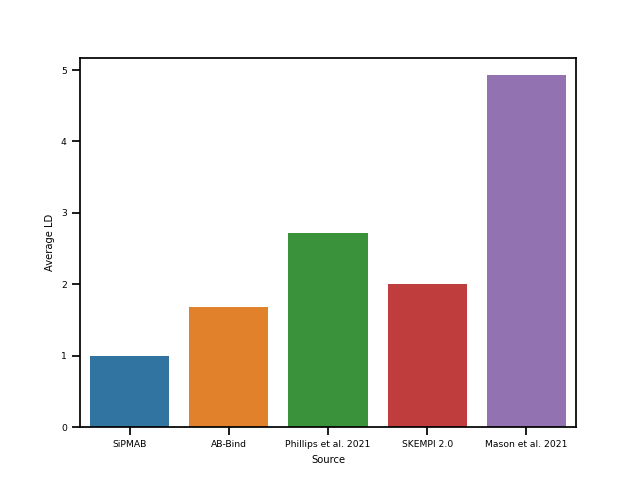 5
4
3
2
1
0
Average LD
SiPMAB
AB-Bind
Phillips et al. 2021
SKEMPI 2.0
Mason et al. 2021
Source